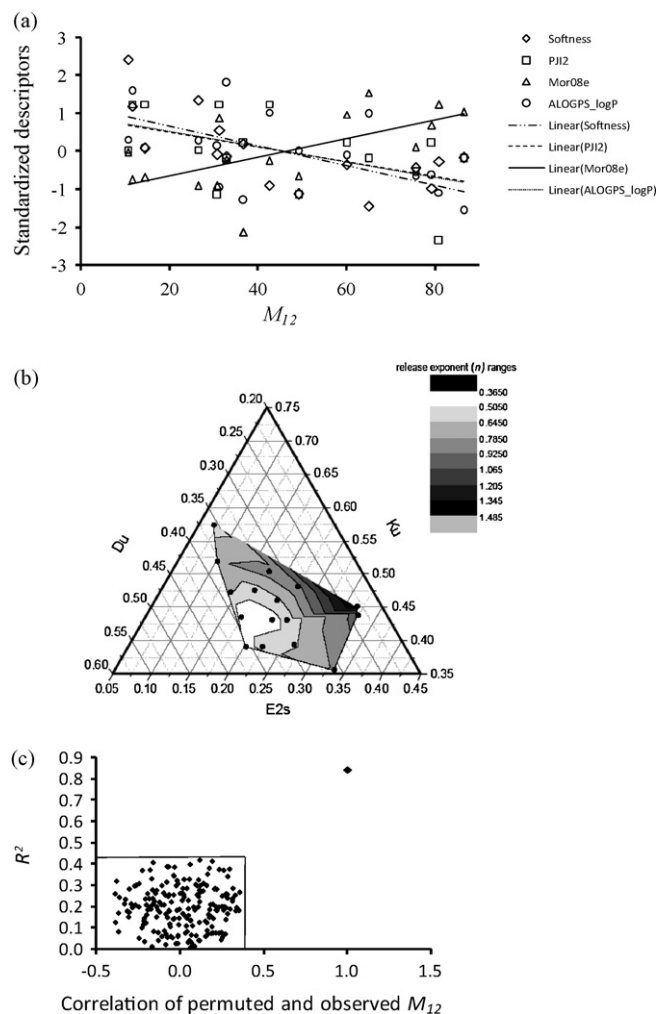 (a)
Standardized descriptors
3
2
1
0
-1
-2
-3
0 20 40 60 80
M12
Softness
PJI2
Mor08e
ALOGPS_logP
Linear(Softness)
Linear(PJI2)
Linear(Mor08e)
Linear(ALOGPS_logP)
(b)
release exponent (n) ranges
0.3650
0.5050
0.6450
0.7850
0.9250
1.065
1.205
1.345
1.485
0.20 0.75
0.25 0.70
0.30 0.65
0.35 0.60
0.40 0.55
0.45 0.50
0.50 0.45
0.55 0.40
0.60 0.35
Du
Ku
0.05 0.10 0.15 0.20 0.25 0.30 0.35 0.40 0.45
E2s
(c)
R2
0.9
0.8
0.7
0.6
0.5
0.4
0.3
0.2
0.1
0.0
-0.5 0.0 0.5 1.0 1.5
Correlation of permuted and observed M12